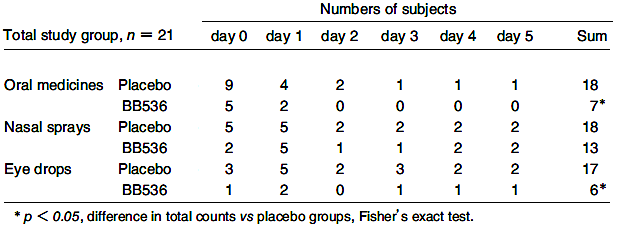 Numbers of subjects
Total study group, n = 21 day 0 day 1 day 2 day 3 day 4 day 5 Sum
Oral medicines Placebo 9 4 2 1 1 1 18
BB536 5 2 0 0 0 0 7*
Nasal sprays Placebo 5 5 2 2 2 2 18
BB536 2 5 1 1 2 2 13
Eye drops Placebo 3 5 2 3 2 2 17
BB536 1 2 0 1 1 1 6*
* p < 0.05, difference in total counts vs placebo groups, Fisher's exact test.